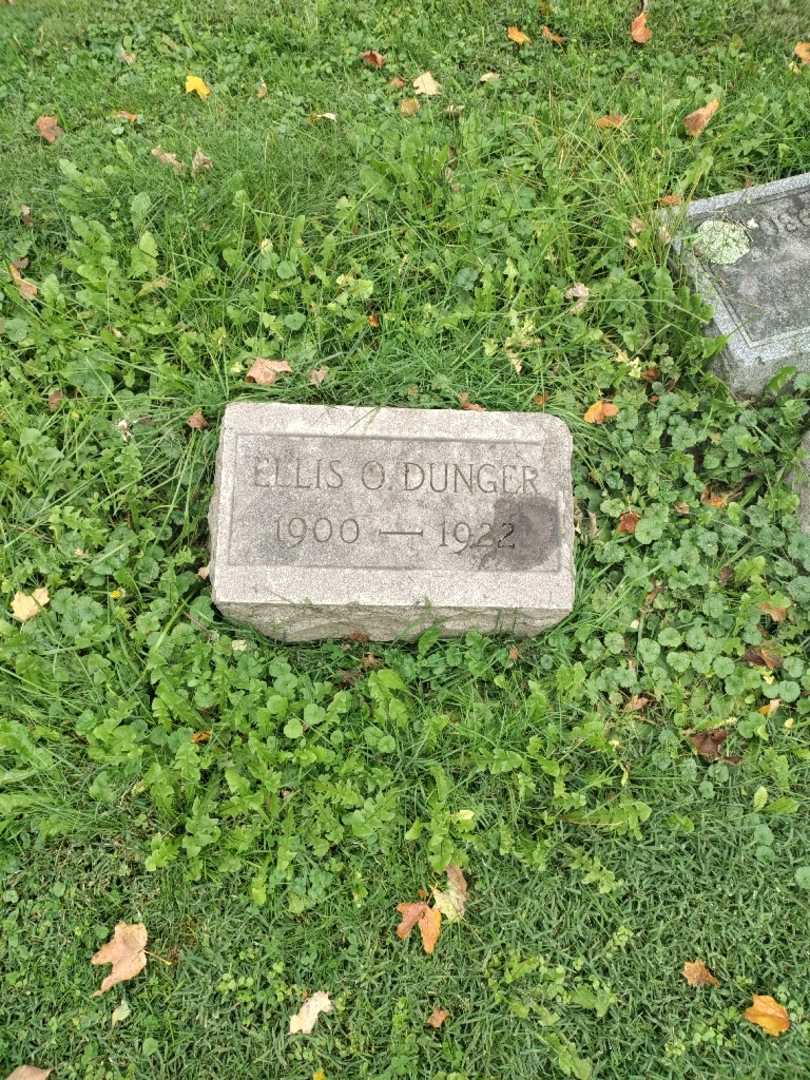 ELLIS O. DUNGER
1900 — 1922